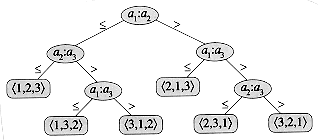 a₁:a₂
≤ >
a₂:a₃ a₁:a₃
≤ > ≤ >
⟨1,2,3⟩ a₁:a₃ ⟨2,1,3⟩ a₂:a₃
≤ > ≤ >
⟨1,3,2⟩ ⟨3,1,2⟩ ⟨2,3,1⟩ ⟨3,2,1⟩